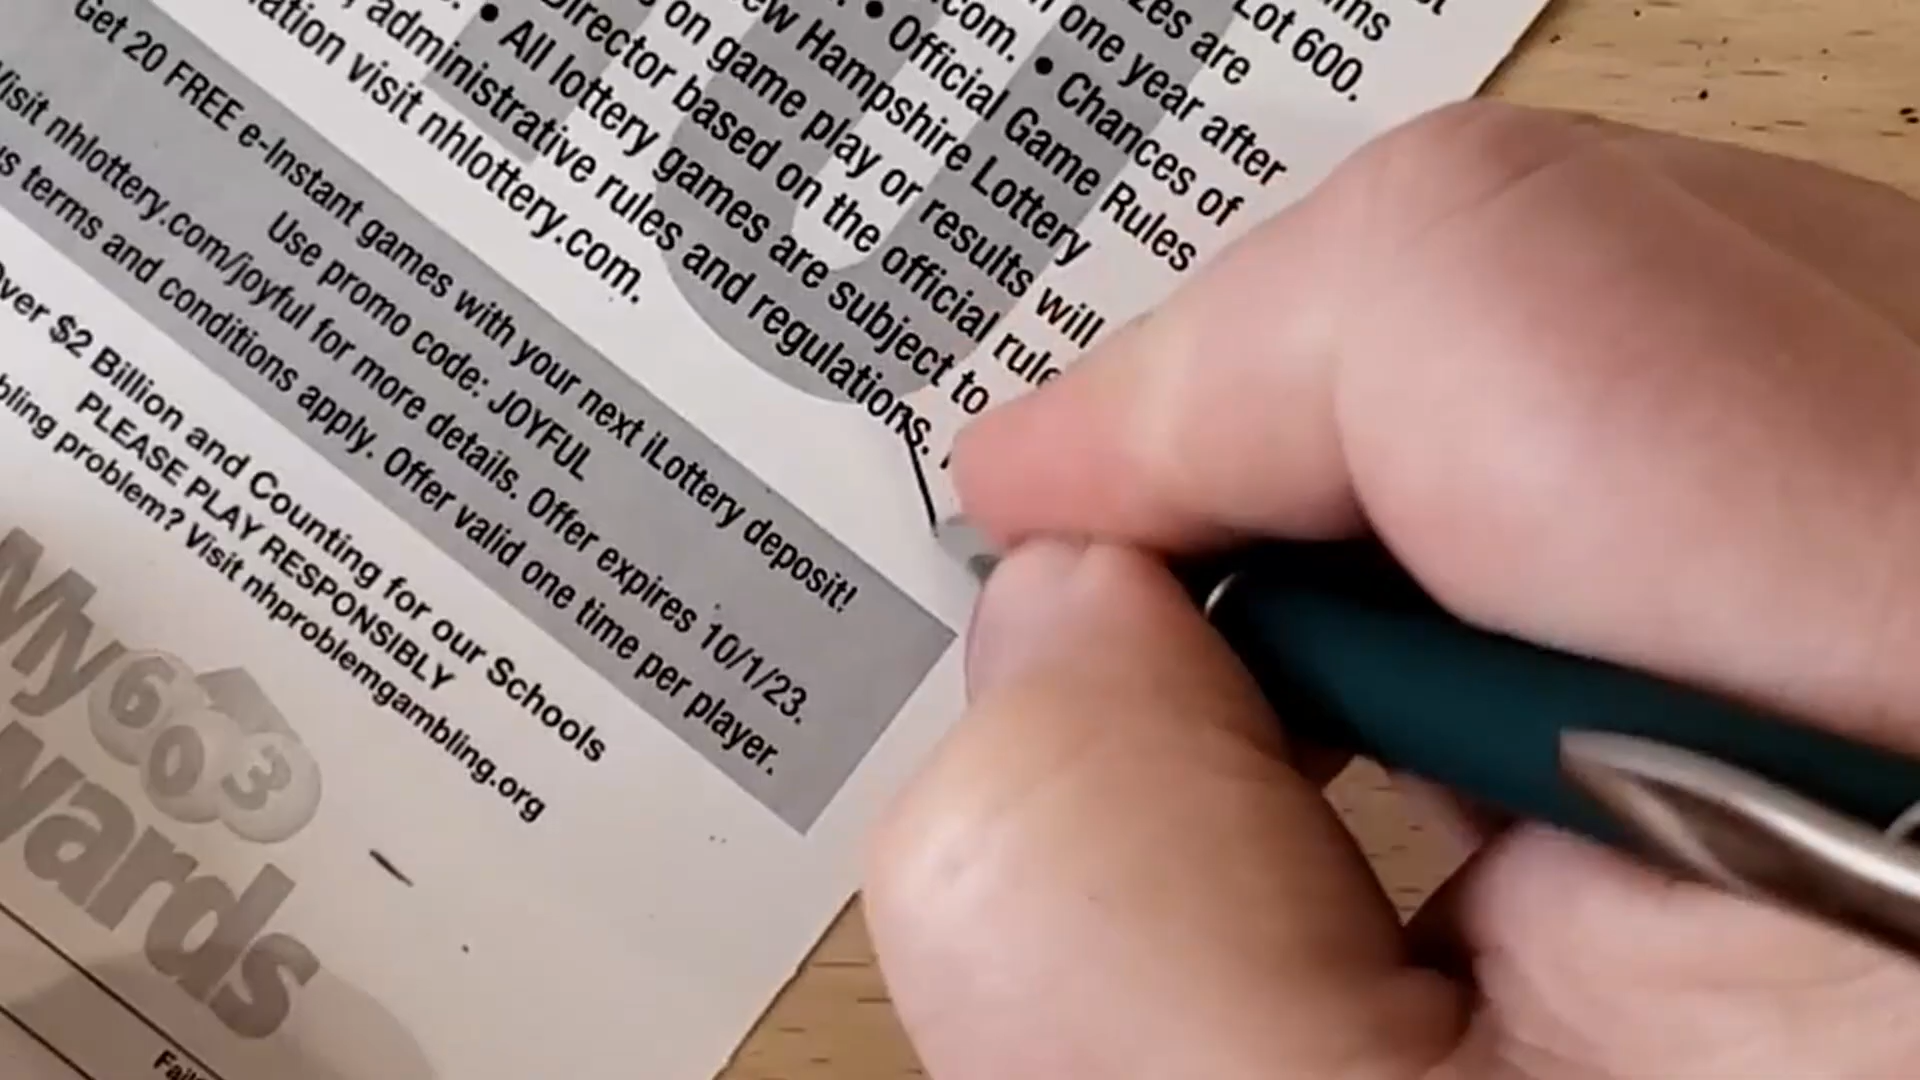 Lot 600.
zes are
one year after
com. • Chances of
• Official Game Rules
ew Hampshire Lottery
on game play or results will
Director based on the official rule
• All lottery games are subject to
administrative rules and regulations.
visit nhlottery.com.
Get 20 FREE e-Instant games with your next iLottery deposit!
Use promo code: JOYFUL
Visit nhlottery.com/joyful for more details. Offer expires 10/1/23.
terms and conditions apply. Offer valid one time per player.
Over $2 Billion and Counting for our Schools
PLEASE PLAY RESPONSIBLY
problem? Visit nhproblemgambling.org
My603
wards